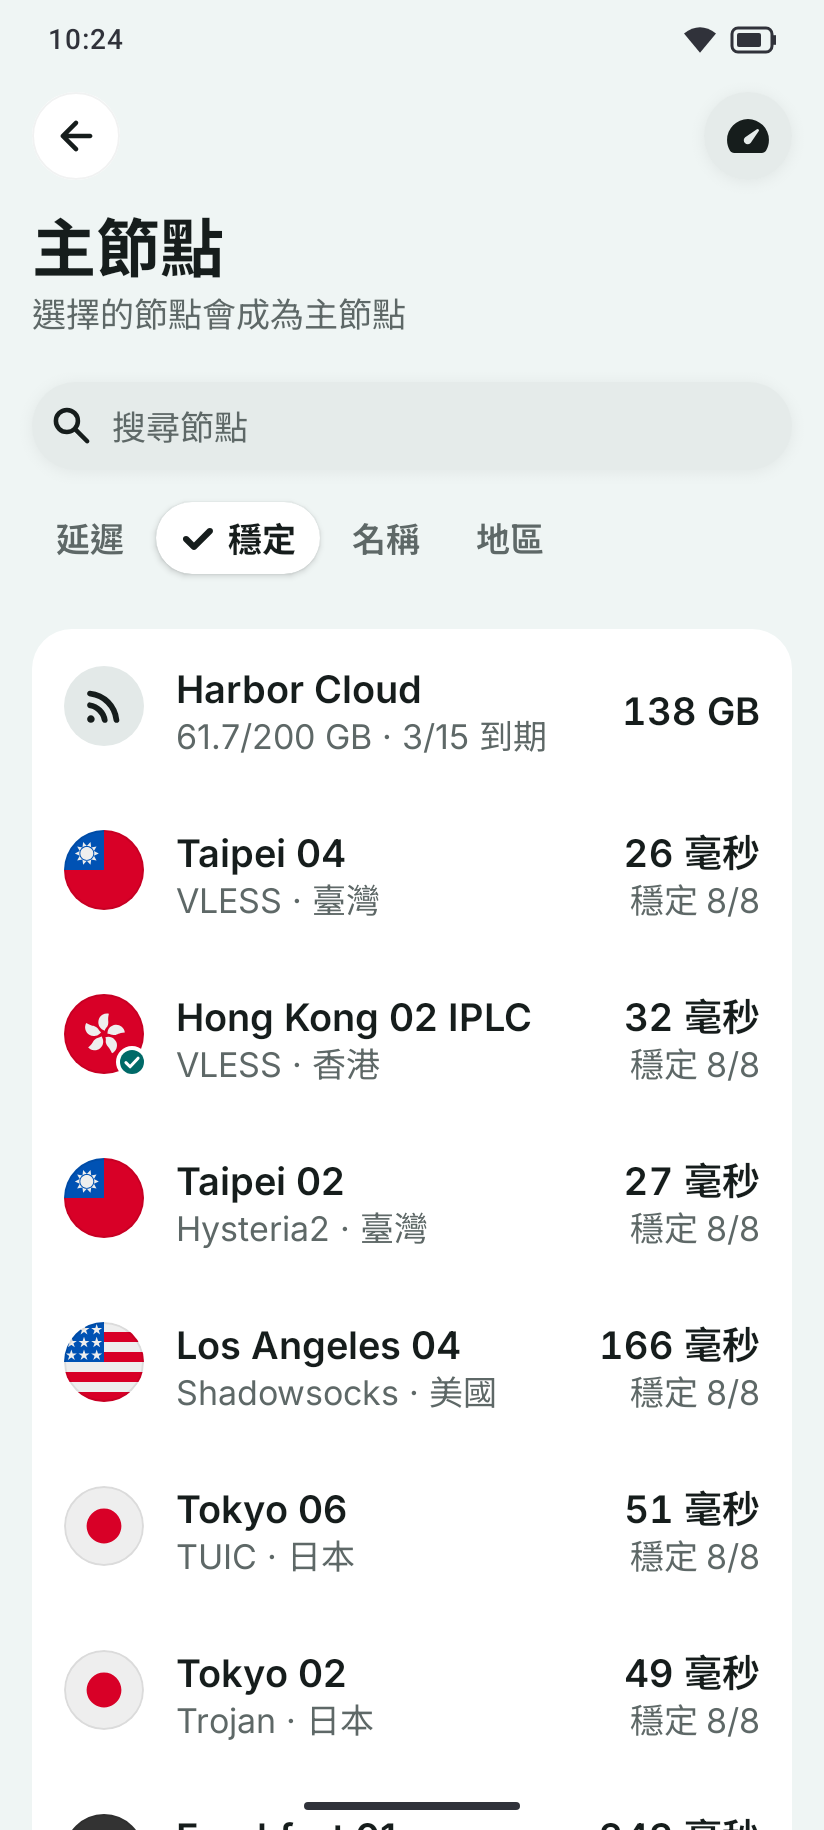 10:24
主節點
選擇的節點會成為主節點
搜尋節點
延遲
穩定
名稱
地區
Harbor Cloud
138 GB
61.7/200 GB · 3/15 到期
Taipei 04
26 毫秒
VLESS · 臺灣
穩定 8/8
Hong Kong 02 IPLC
32 毫秒
VLESS · 香港
穩定 8/8
Taipei 02
27 毫秒
Hysteria2 · 臺灣
穩定 8/8
Los Angeles 04
166 毫秒
Shadowsocks · 美國
穩定 8/8
Tokyo 06
51 毫秒
TUIC · 日本
穩定 8/8
Tokyo 02
49 毫秒
Trojan · 日本
穩定 8/8